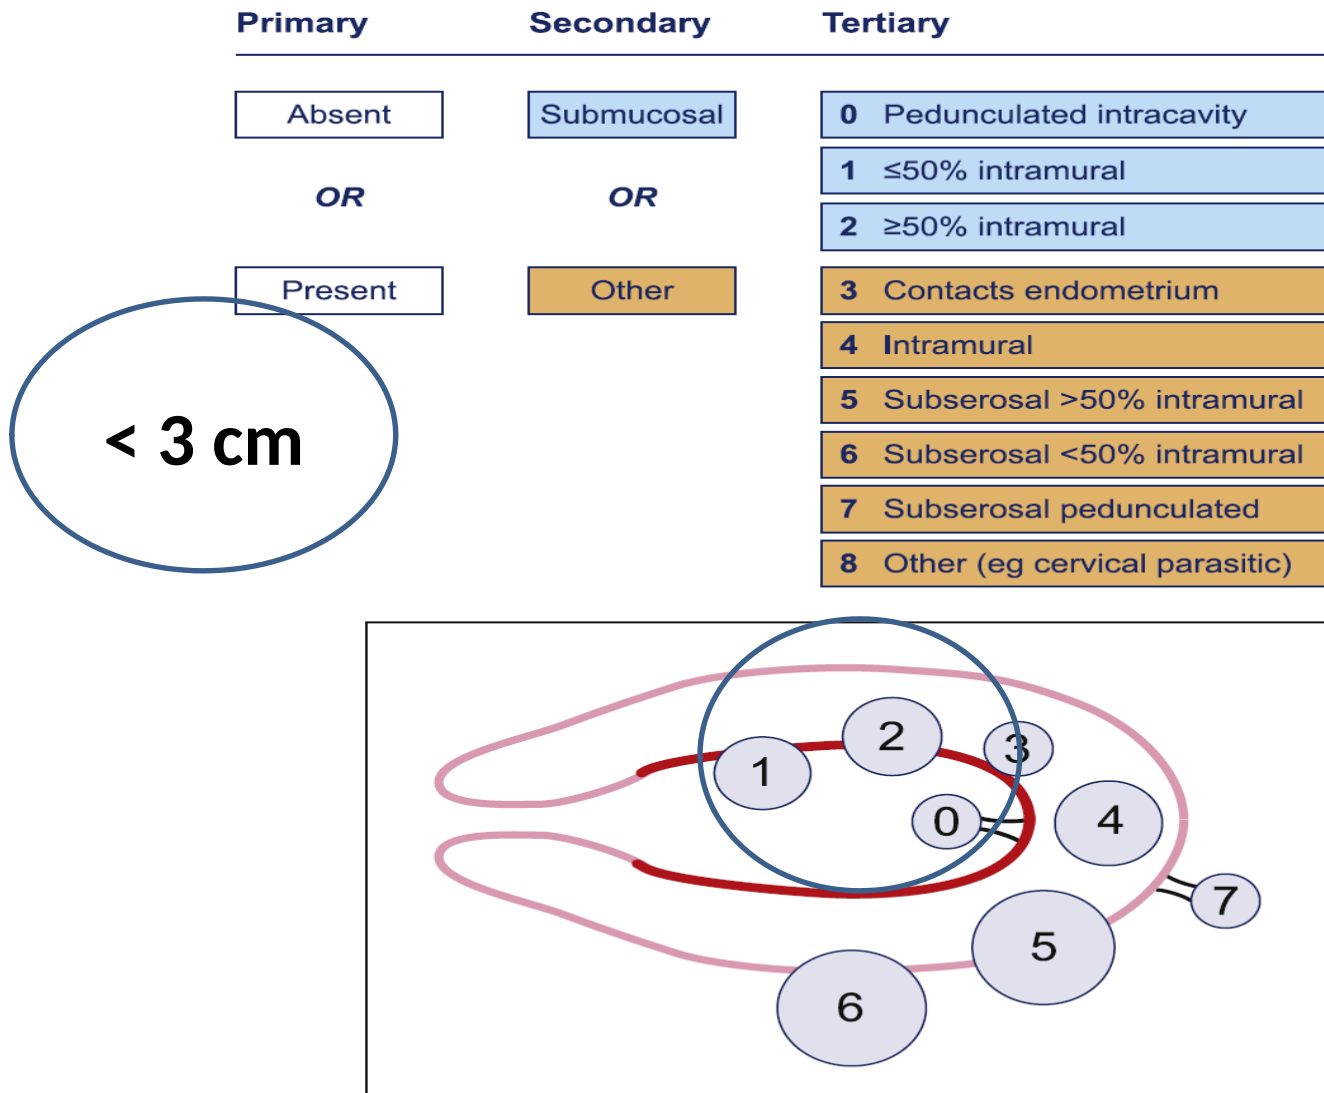 Primary Secondary Tertiary
Absent Submucosal 0 Pedunculated intracavity
1 ≤50% intramural
OR OR
2 ≥50% intramural
Present Other 3 Contacts endometrium
4 Intramural
5 Subserosal >50% intramural
< 3 cm
6 Subserosal <50% intramural
7 Subserosal pedunculated
8 Other (eg cervical parasitic)
2
3
1
0
4
7
5
6